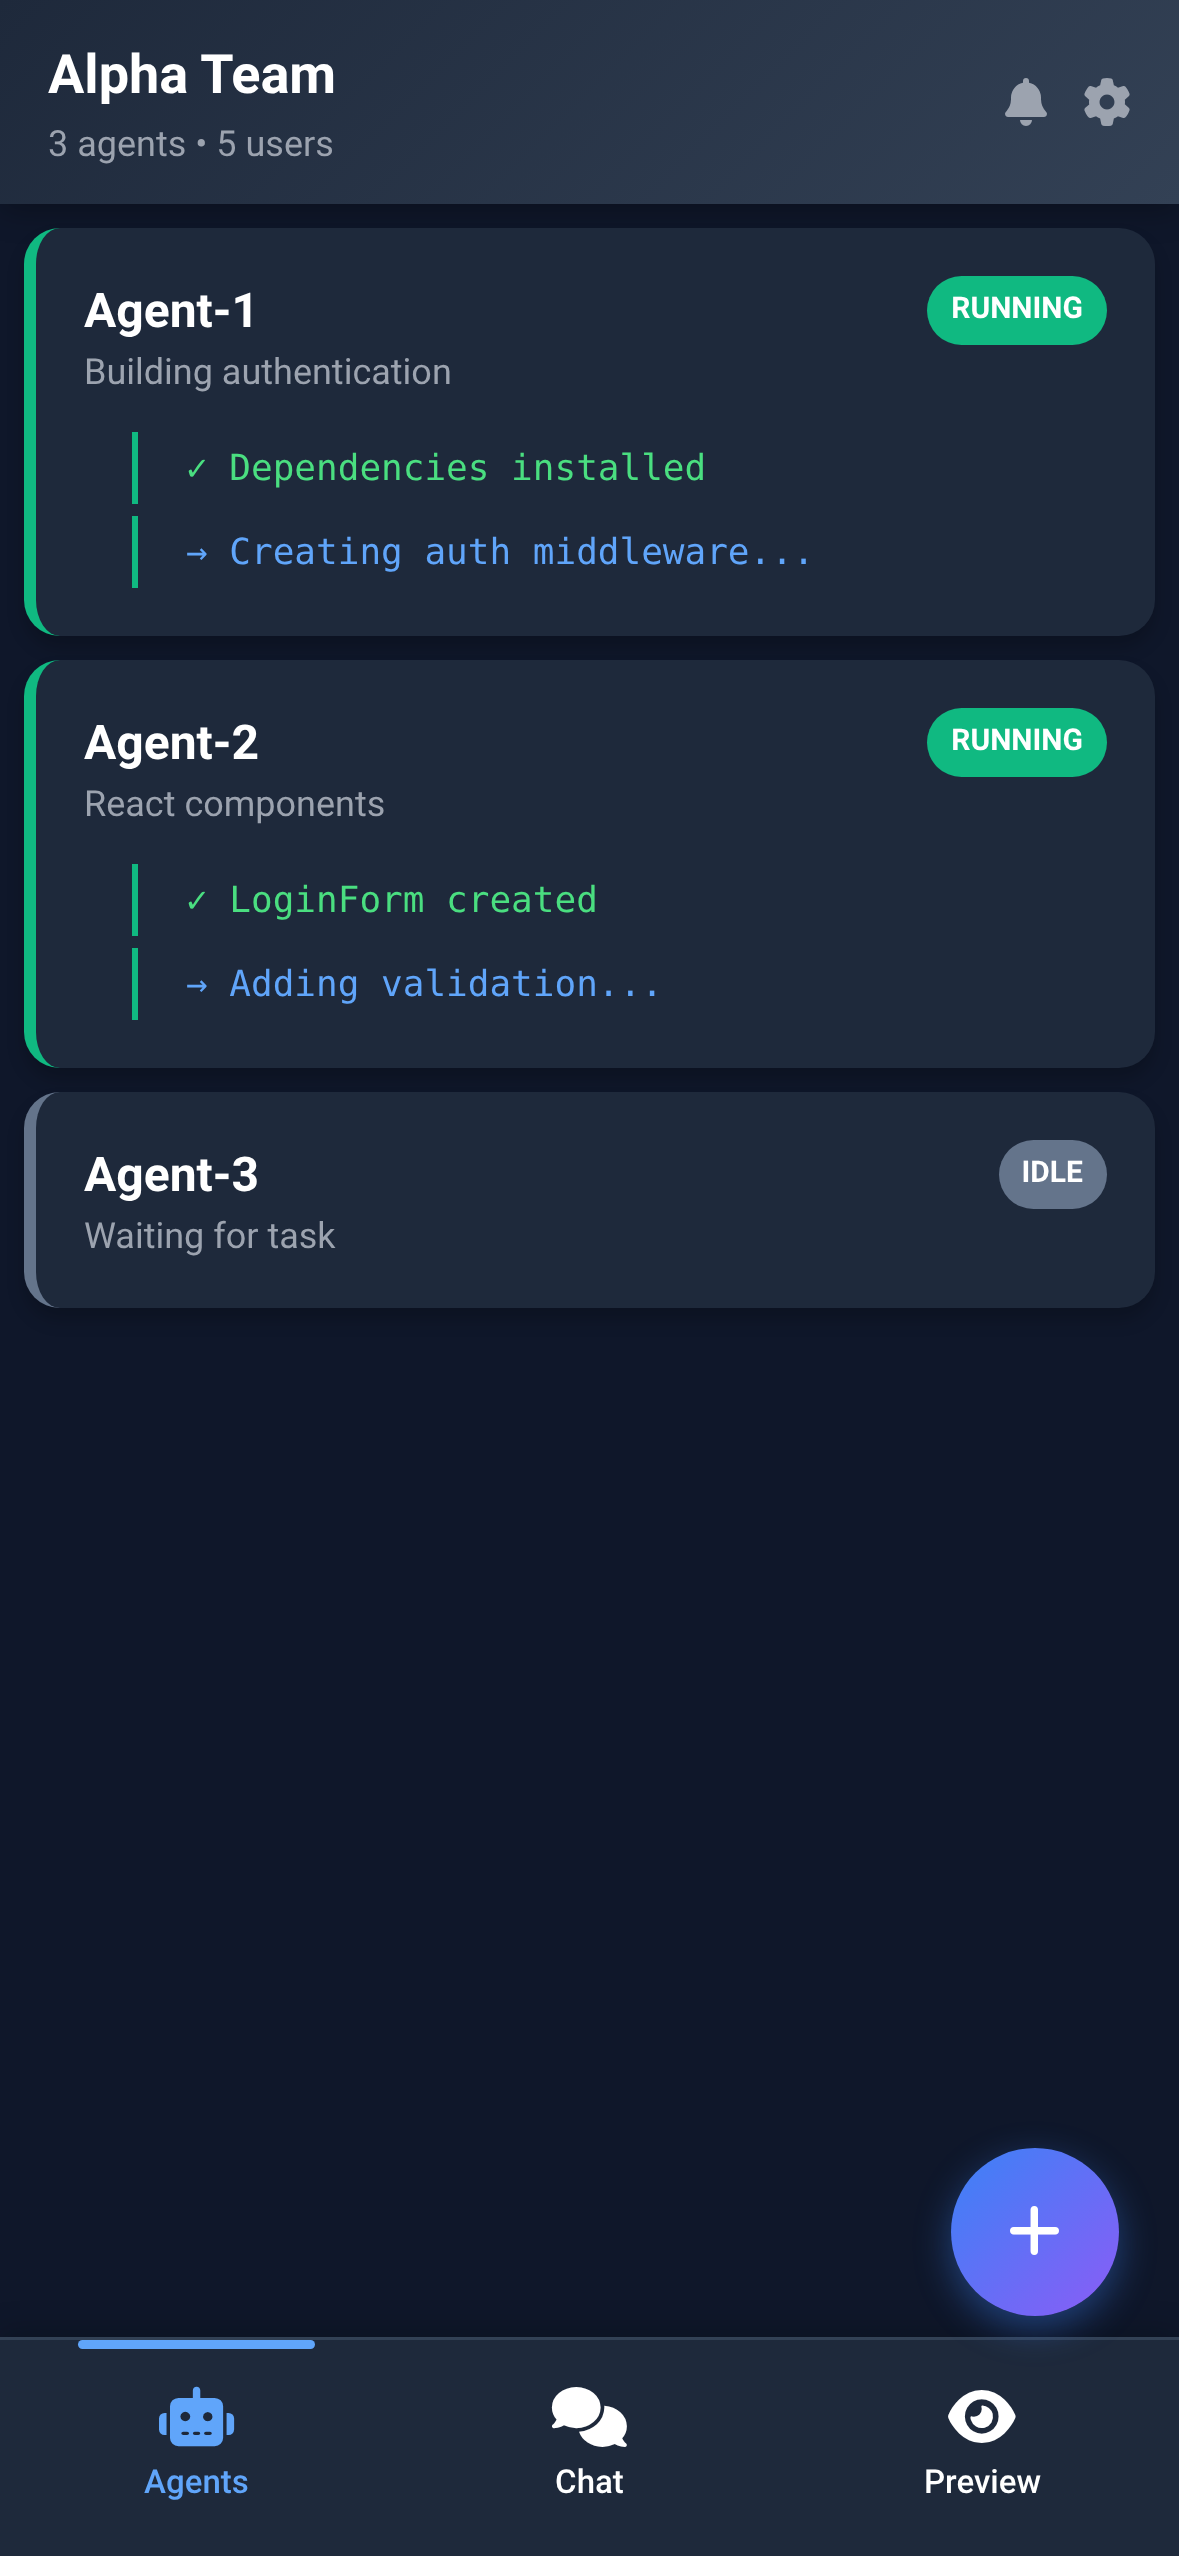 Alpha Team
3 agents • 5 users
Agent-1
RUNNING
Building authentication
✓ Dependencies installed
→ Creating auth middleware...
Agent-2
RUNNING
React components
✓ LoginForm created
→ Adding validation...
Agent-3
IDLE
Waiting for task
Agents
Chat
Preview